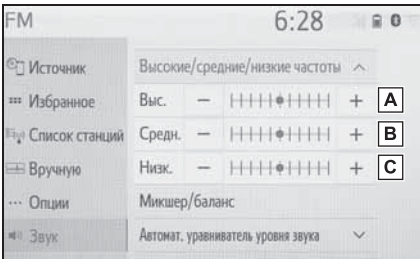 FM 6:28
Источник
Избранное
Список станций
Вручную
Опции
Звук
Высокие/средние/низкие частоты
Выс. − + A
Средн. − + B
Низк. − + C
Микшер/баланс
Автомат. уравниватель уровня звука